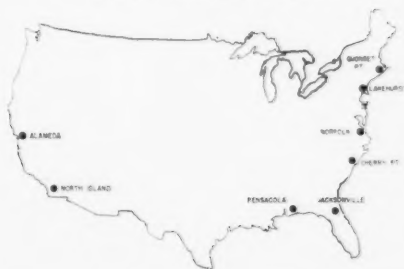 QUONSET
PT.
LAKEHURST
NORFOLK
CHERRY PT.
ALAMEDA
NORTH ISLAND
PENSACOLA
JACKSONVILLE